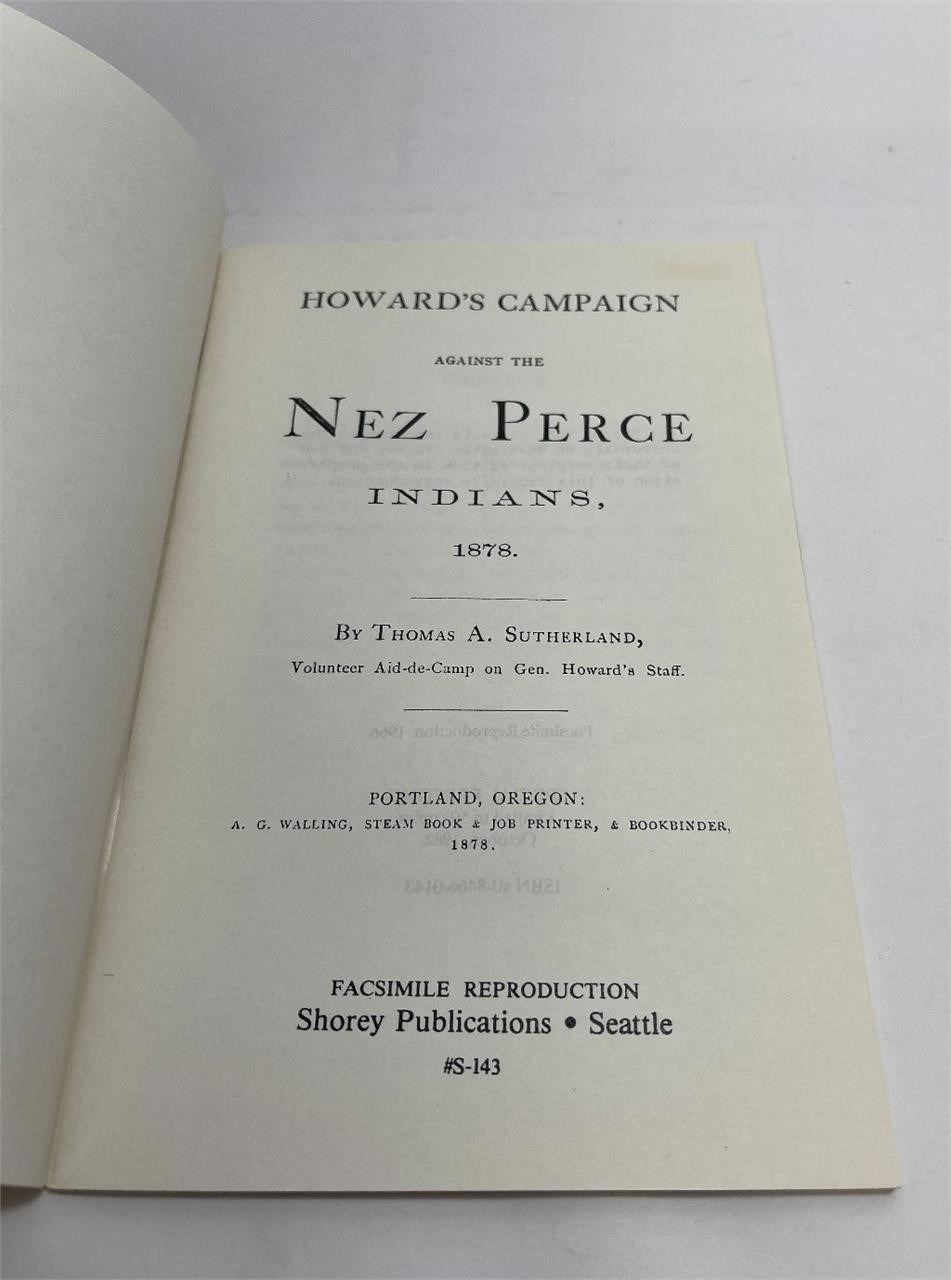 HOWARD'S CAMPAIGN
AGAINST THE
NEZ PERCE
INDIANS,
1878.
BY THOMAS A. SUTHERLAND,
Volunteer Aid-de-Camp on Gen. Howard's Staff.
PORTLAND, OREGON:
A. G. WALLING, STEAM BOOK & JOB PRINTER, & BOOKBINDER,
1878.
FACSIMILE REPRODUCTION
Shorey Publications • Seattle
#S-143